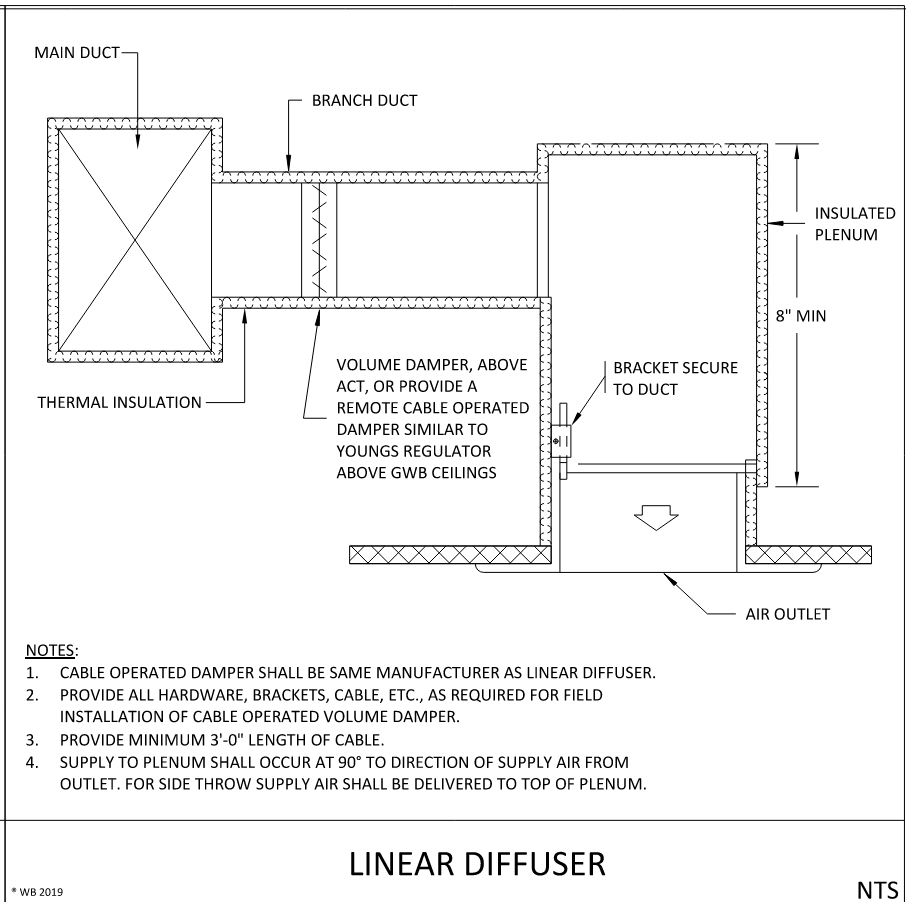 MAIN DUCT
BRANCH DUCT
INSULATED
PLENUM
8" MIN
VOLUME DAMPER, ABOVE
ACT, OR PROVIDE A
REMOTE CABLE OPERATED
DAMPER SIMILAR TO
YOUNGS REGULATOR
ABOVE GWB CEILINGS
BRACKET SECURE
TO DUCT
THERMAL INSULATION
AIR OUTLET
NOTES:
1. CABLE OPERATED DAMPER SHALL BE SAME MANUFACTURER AS LINEAR DIFFUSER.
2. PROVIDE ALL HARDWARE, BRACKETS, CABLE, ETC., AS REQUIRED FOR FIELD
INSTALLATION OF CABLE OPERATED VOLUME DAMPER.
3. PROVIDE MINIMUM 3'-0" LENGTH OF CABLE.
4. SUPPLY TO PLENUM SHALL OCCUR AT 90° TO DIRECTION OF SUPPLY AIR FROM
OUTLET. FOR SIDE THROW SUPPLY AIR SHALL BE DELIVERED TO TOP OF PLENUM.
LINEAR DIFFUSER
® WB 2019
NTS